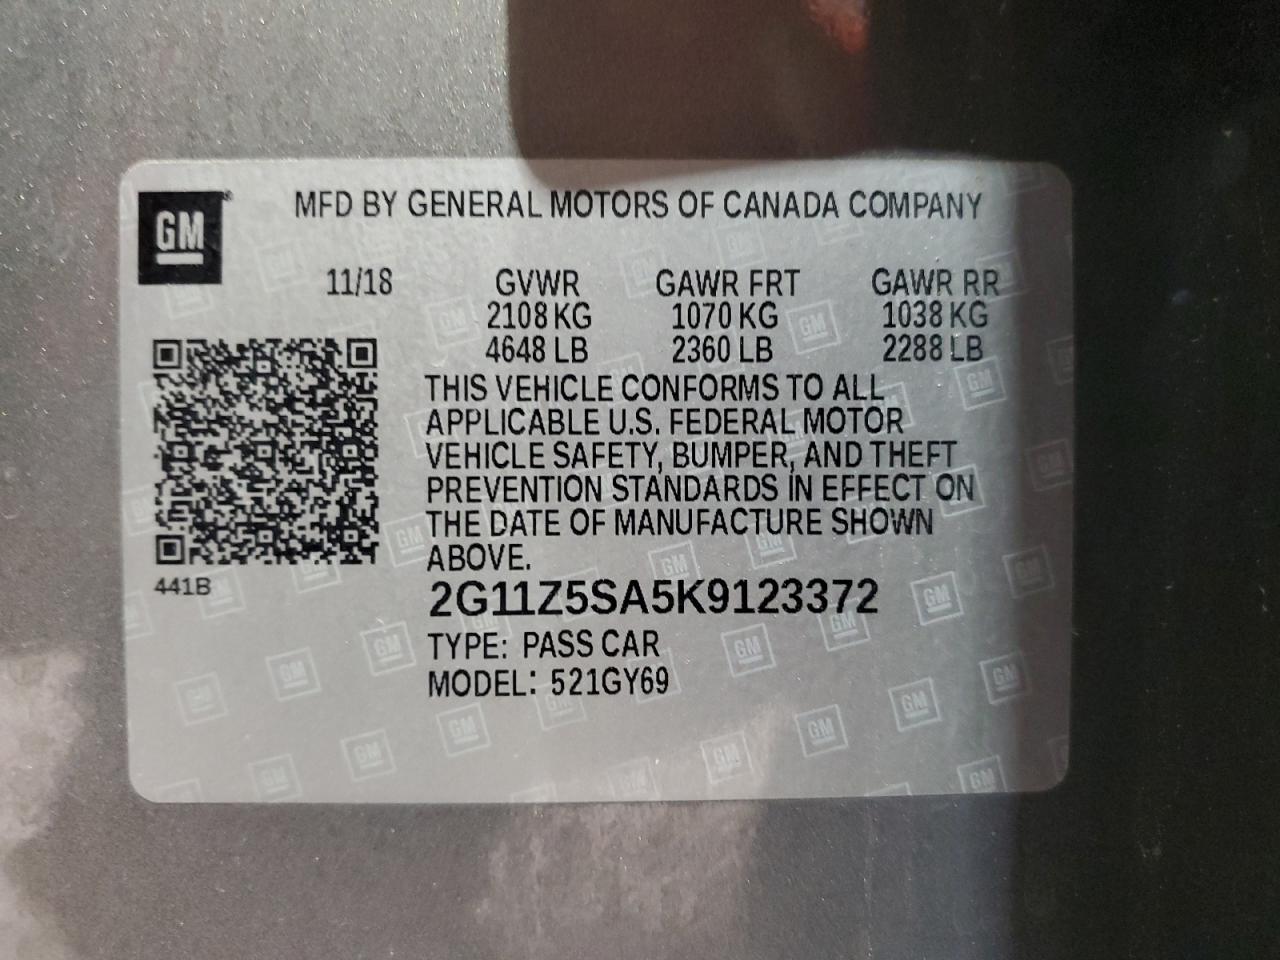 GM®
MFD BY GENERAL MOTORS OF CANADA COMPANY
11/18 GVWR GAWR FRT GAWR RR
2108 KG 1070 KG 1038 KG
4648 LB 2360 LB 2288 LB
THIS VEHICLE CONFORMS TO ALL
APPLICABLE U.S. FEDERAL MOTOR
VEHICLE SAFETY, BUMPER, AND THEFT
PREVENTION STANDARDS IN EFFECT ON
THE DATE OF MANUFACTURE SHOWN
ABOVE.
441B
2G11Z5SA5K9123372
TYPE: PASS CAR
MODEL: 521GY69